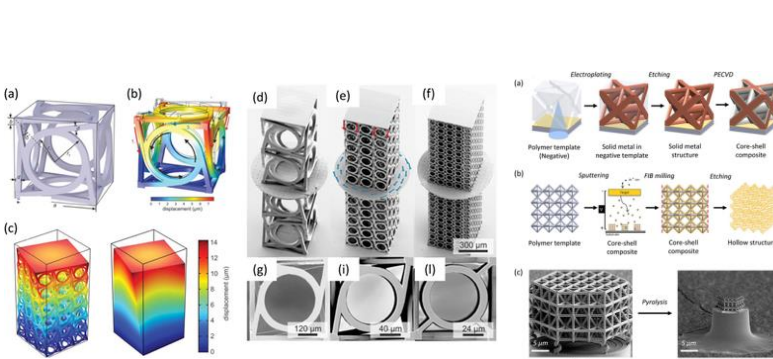 (a)
(b)
displacement (μm)
(c)
14
12
10
8
6
4
2
0
displacement (μm)
(d)
(e)
(f)
300 μm
(g)
(i)
(l)
120 μm
40 μm
24 μm
(a)
Electroplating
Etching
PECVD
Polymer template
(Negative)
Solid metal in
negative template
Solid metal
structure
Core-shell
composite
(b)
Sputtering
FIB milling
Etching
Polymer template
Core-shell
composite
Core-shell
composite
Hollow structure
(c)
Pyrolysis
5 μm
5 μm